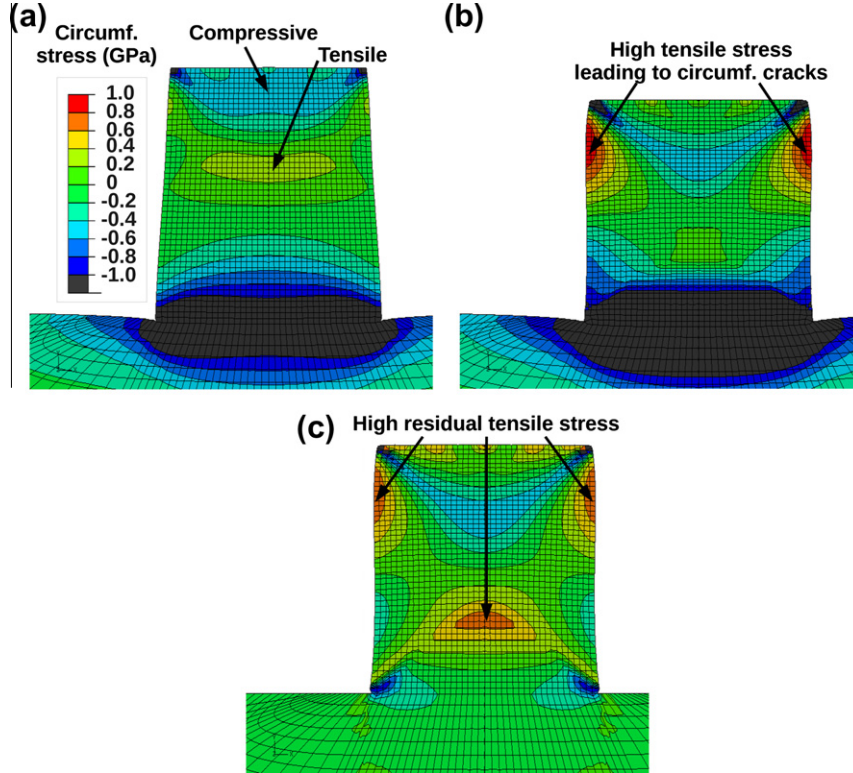 (a)
Circumf.
stress (GPa)
1.0
0.8
0.6
0.4
0.2
0
-0.2
-0.4
-0.6
-0.8
-1.0
Compressive
Tensile
(b)
High tensile stress
leading to circumf. cracks
(c)
High residual tensile stress